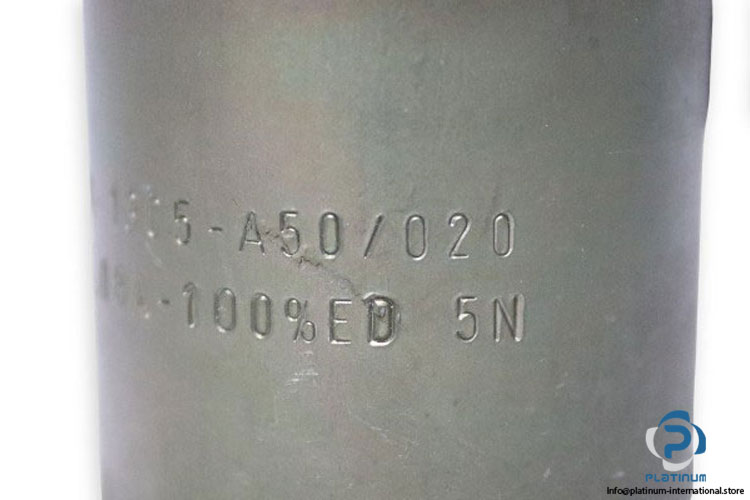 5-A50/020
-100%ED 5N
PLATINUM
Info@platinum-international.store